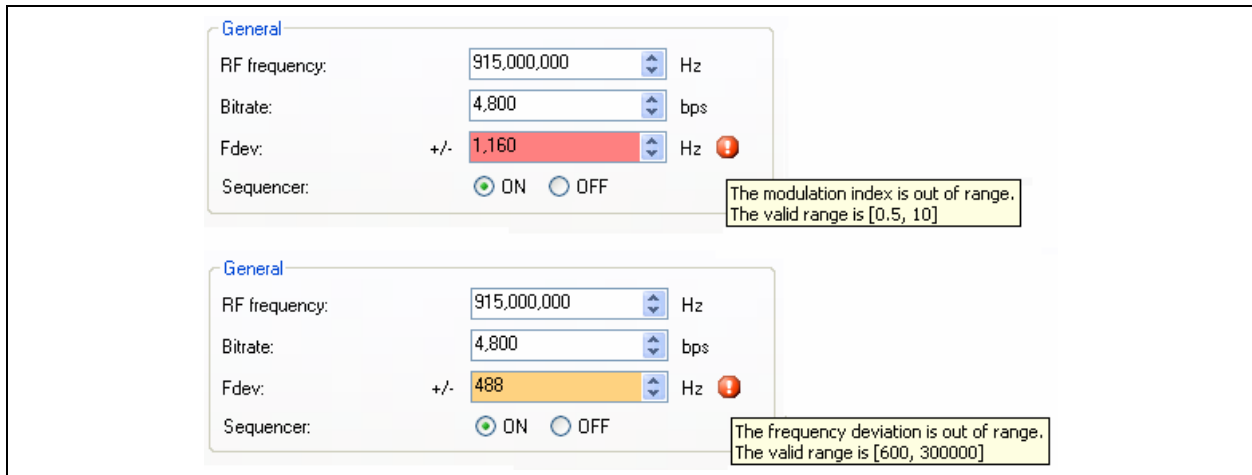 General
RF frequency: 915,000,000 Hz
Bitrate: 4,800 bps
Fdev: +/- 1,160 Hz
Sequencer: ON OFF
The modulation index is out of range.
The valid range is [0.5, 10]
General
RF frequency: 915,000,000 Hz
Bitrate: 4,800 bps
Fdev: +/- 488 Hz
Sequencer: ON OFF
The frequency deviation is out of range.
The valid range is [600, 300000]